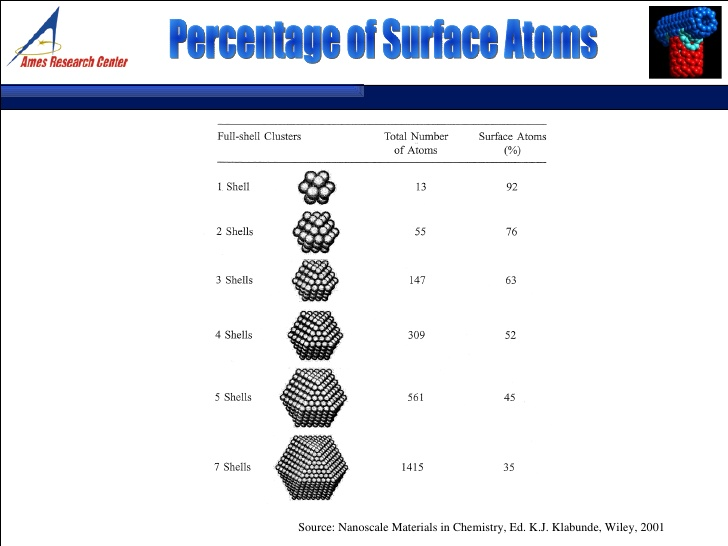 Ames Research Center
Percentage of Surface Atoms
Full-shell Clusters Total Number of Atoms Surface Atoms (%)
1 Shell 13 92
2 Shells 55 76
3 Shells 147 63
4 Shells 309 52
5 Shells 561 45
7 Shells 1415 35
Source: Nanoscale Materials in Chemistry, Ed. K.J. Klabunde, Wiley, 2001